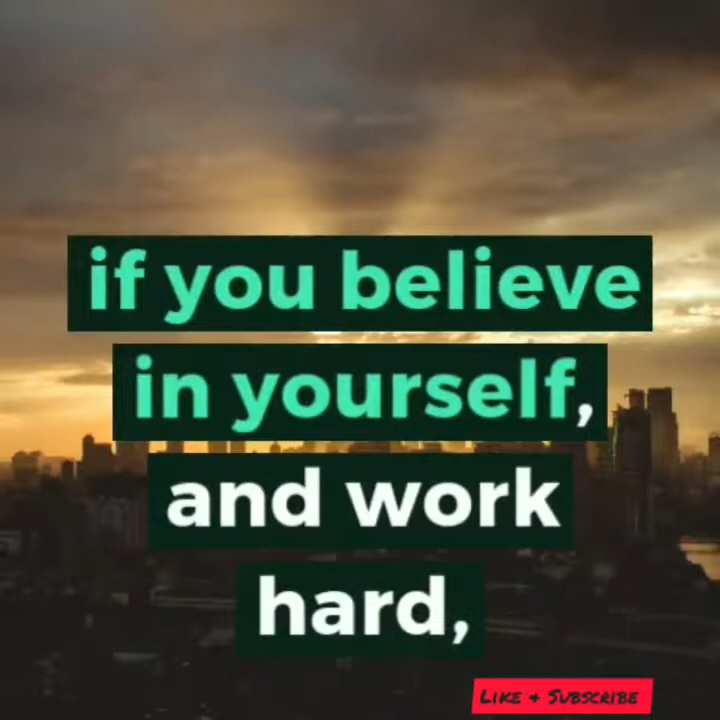 if you believe
in yourself,
and work
hard,
LIKE + SUBSCRIBE